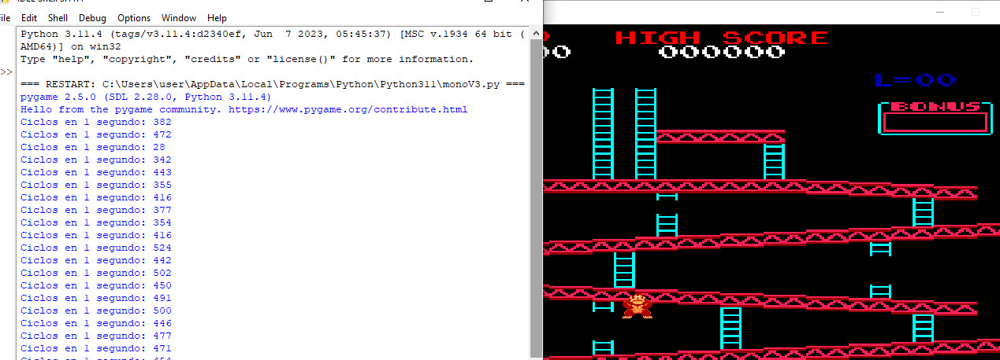 File Edit Shell Debug Options Window Help
Python 3.11.4 (tags/v3.11.4:d2340ef, Jun 7 2023, 05:45:37) [MSC v.1934 64 bit (
AMD64)] on win32
Type "help", "copyright", "credits" or "license()" for more information.
>>
=== RESTART: C:\Users\user\AppData\Local\Programs\Python\Python311\monoV3.py ===
pygame 2.5.0 (SDL 2.28.0, Python 3.11.4)
Hello from the pygame community. https://www.pygame.org/contribute.html
Ciclos en 1 segundo: 382
Ciclos en 1 segundo: 472
Ciclos en 1 segundo: 28
Ciclos en 1 segundo: 342
Ciclos en 1 segundo: 443
Ciclos en 1 segundo: 355
Ciclos en 1 segundo: 416
Ciclos en 1 segundo: 377
Ciclos en 1 segundo: 354
Ciclos en 1 segundo: 416
Ciclos en 1 segundo: 524
Ciclos en 1 segundo: 442
Ciclos en 1 segundo: 502
Ciclos en 1 segundo: 450
Ciclos en 1 segundo: 491
Ciclos en 1 segundo: 500
Ciclos en 1 segundo: 446
Ciclos en 1 segundo: 477
Ciclos en 1 segundo: 471
Ciclos en 1 segundo:
HIGH SCORE
00 000000
L=00
BONUS